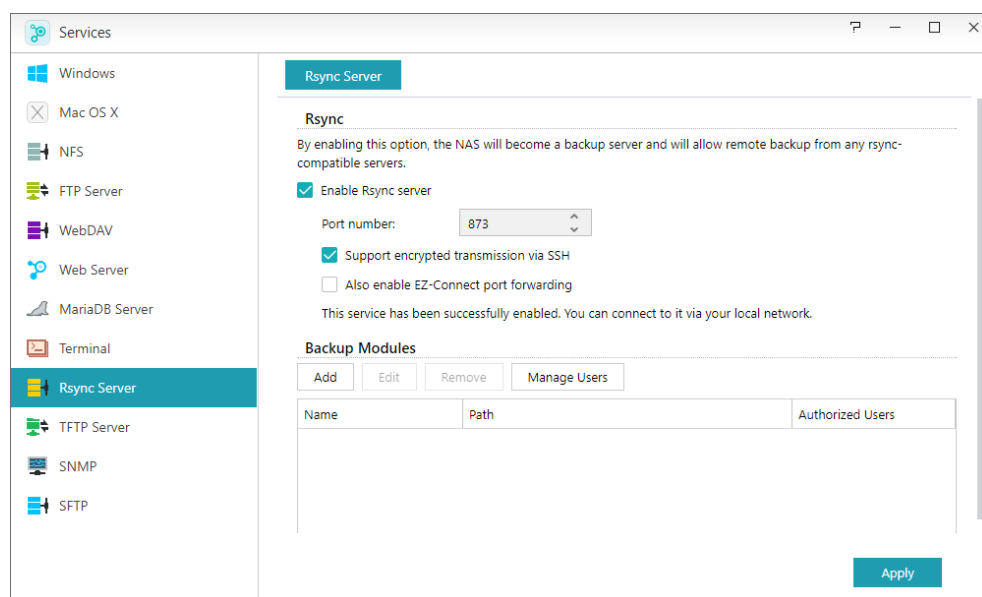 Services
Windows
Mac OS X
NFS
FTP Server
WebDAV
Web Server
MariaDB Server
Terminal
Rsync Server
TFTP Server
SNMP
SFTP
Rsync Server
Rsync
By enabling this option, the NAS will become a backup server and will allow remote backup from any rsync-
compatible servers.
Enable Rsync server
Port number: 873
Support encrypted transmission via SSH
Also enable EZ-Connect port forwarding
This service has been successfully enabled. You can connect to it via your local network.
Backup Modules
Add Edit Remove Manage Users
Name Path Authorized Users
Apply